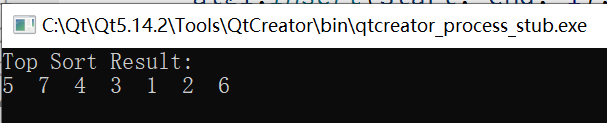 C:\Qt\Qt5.14.2\Tools\QtCreator\bin\qtcreator_process_stub.exe
Top Sort Result:
5  7  4  3  1  2  6